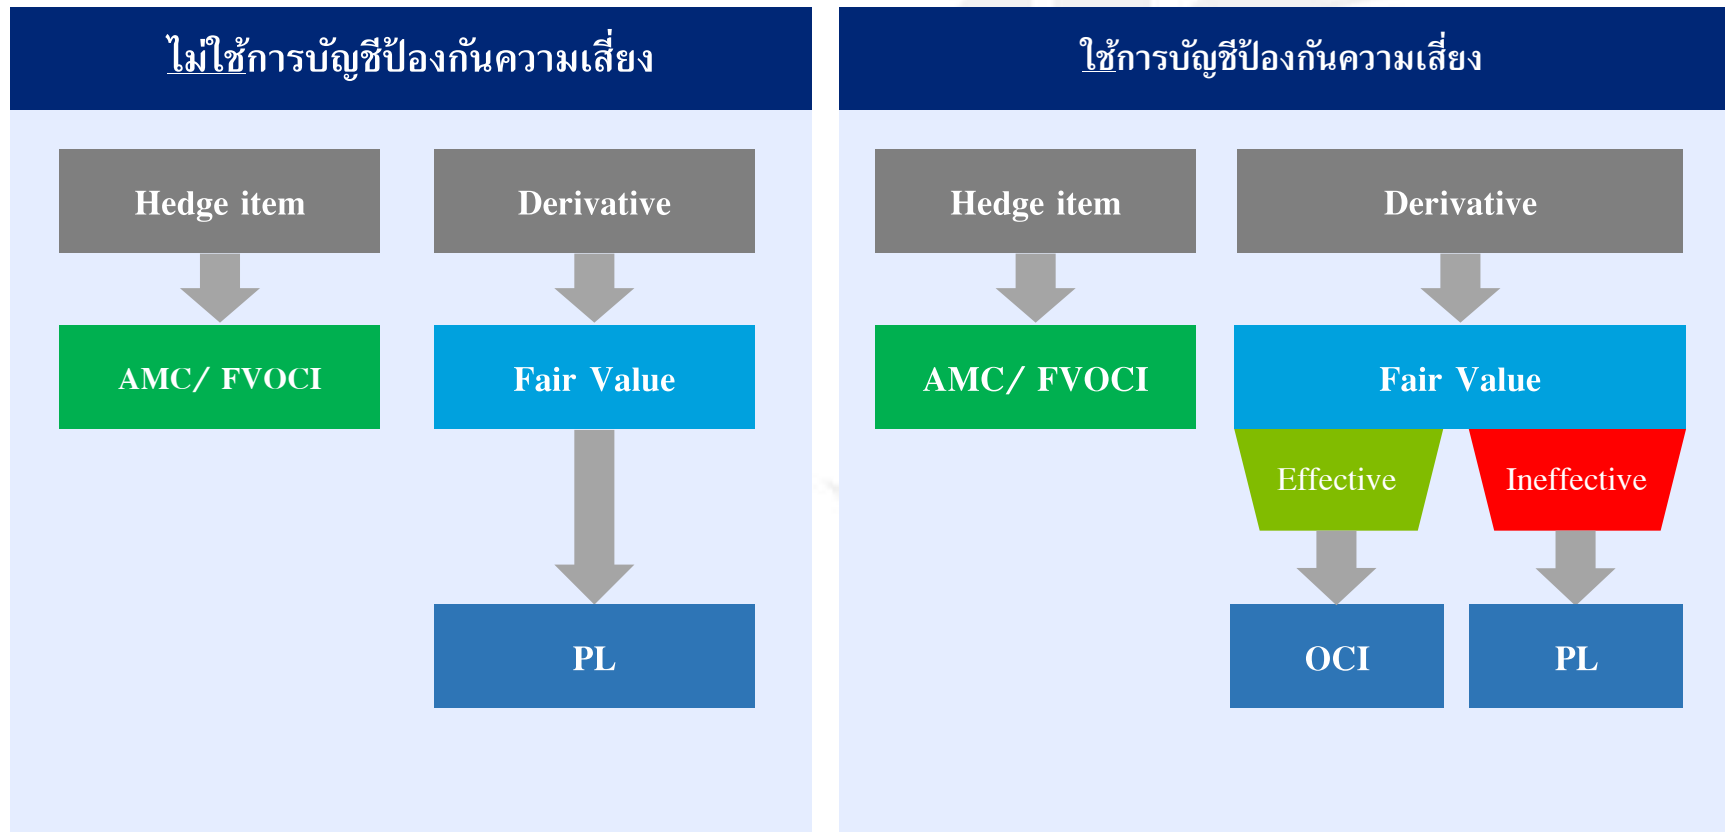 ไม่ใช้การบัญชีป้องกันความเสี่ยง
Hedge item
Derivative
AMC/ FVOCI
Fair Value
PL
ใช้การบัญชีป้องกันความเสี่ยง
Hedge item
Derivative
AMC/ FVOCI
Fair Value
Effective
Ineffective
OCI
PL